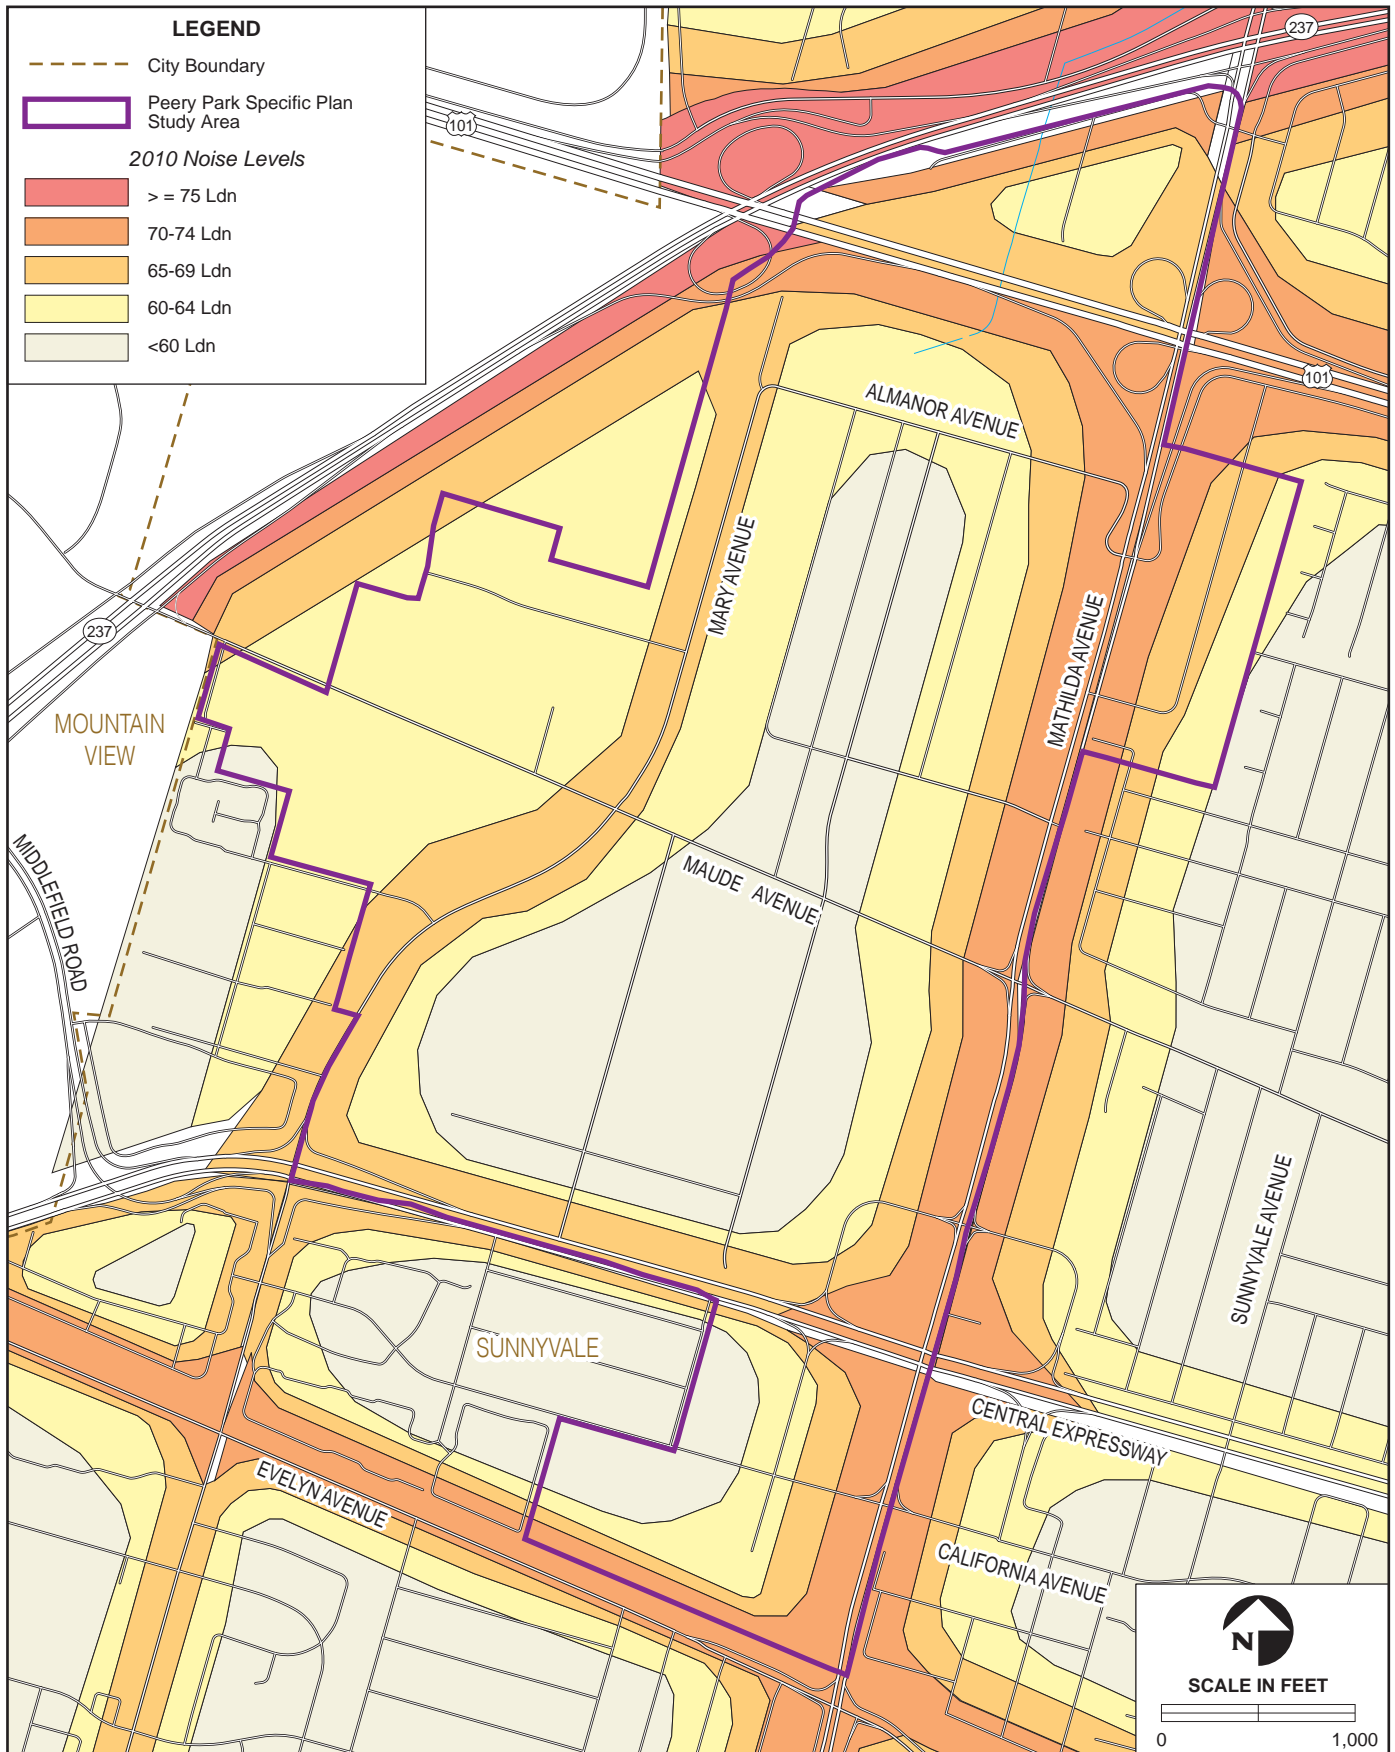 LEGEND
City Boundary
Peery Park Specific Plan
Study Area
2010 Noise Levels
> = 75 Ldn
70-74 Ldn
65-69 Ldn
60-64 Ldn
<60 Ldn
237
101
ALMANOR AVENUE
101
MARY AVENUE
MATHILDA AVENUE
237
MOUNTAIN
VIEW
MIDDLEFIELD ROAD
MAUDE AVENUE
SUNNYVALE AVENUE
SUNNYVALE
CENTRAL EXPRESSWAY
EVELYN AVENUE
CALIFORNIA AVENUE
N
SCALE IN FEET
0 1,000